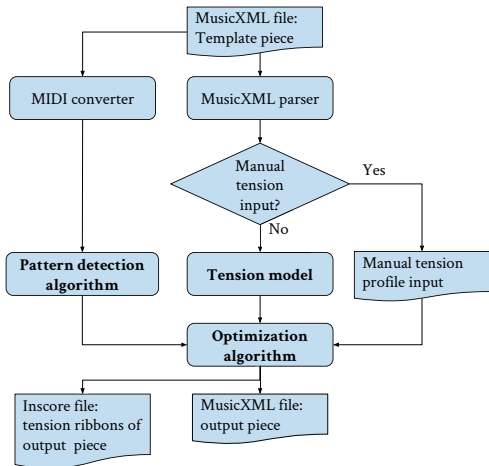 MusicXML file:
Template piece
MIDI converter
MusicXML parser
Manual
tension
input?
Yes
No
Pattern detection
algorithm
Tension model
Manual tension
profile input
Optimization
algorithm
Inscore file:
tension ribbons of
output piece
MusicXML file:
output piece